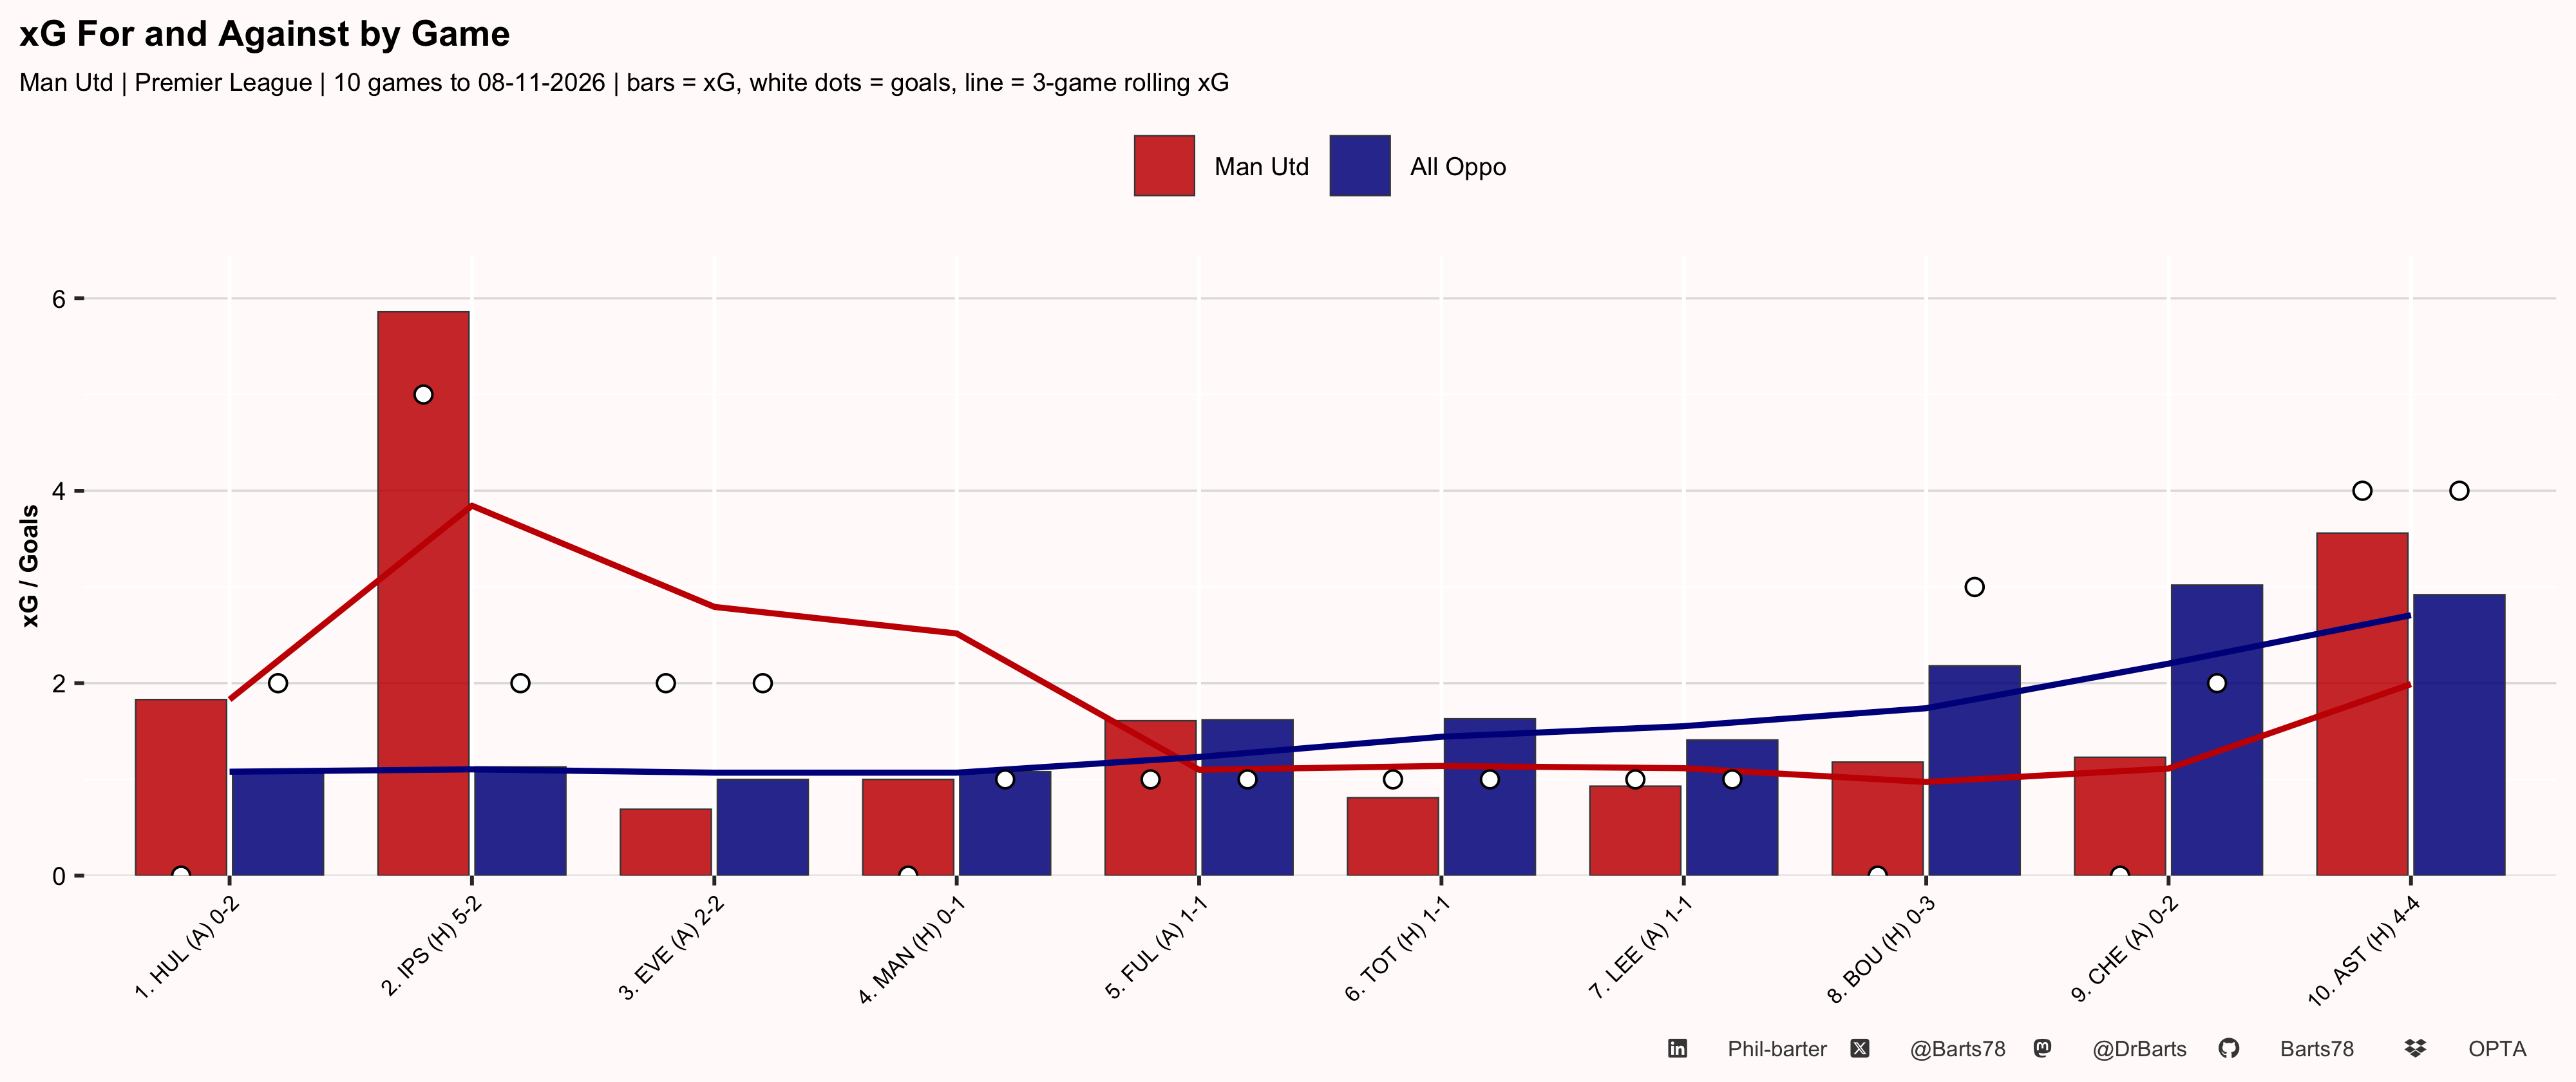 xG For and Against by Game
Man Utd | Premier League | 10 games to 08-11-2026 | bars = xG, white dots = goals, line = 3-game rolling xG
Man Utd All Oppo
xG / Goals
6
4
2
0
1. HUL (A) 0-2
2. IPS (H) 5-2
3. EVE (A) 2-2
4. MAN (H) 0-1
5. FUL (A) 1-1
6. TOT (H) 1-1
7. LEE (A) 1-1
8. BOU (H) 0-3
9. CHE (A) 0-2
10. AST (H) 4-4
Phil-barter @Barts78 @DrBarts Barts78 OPTA